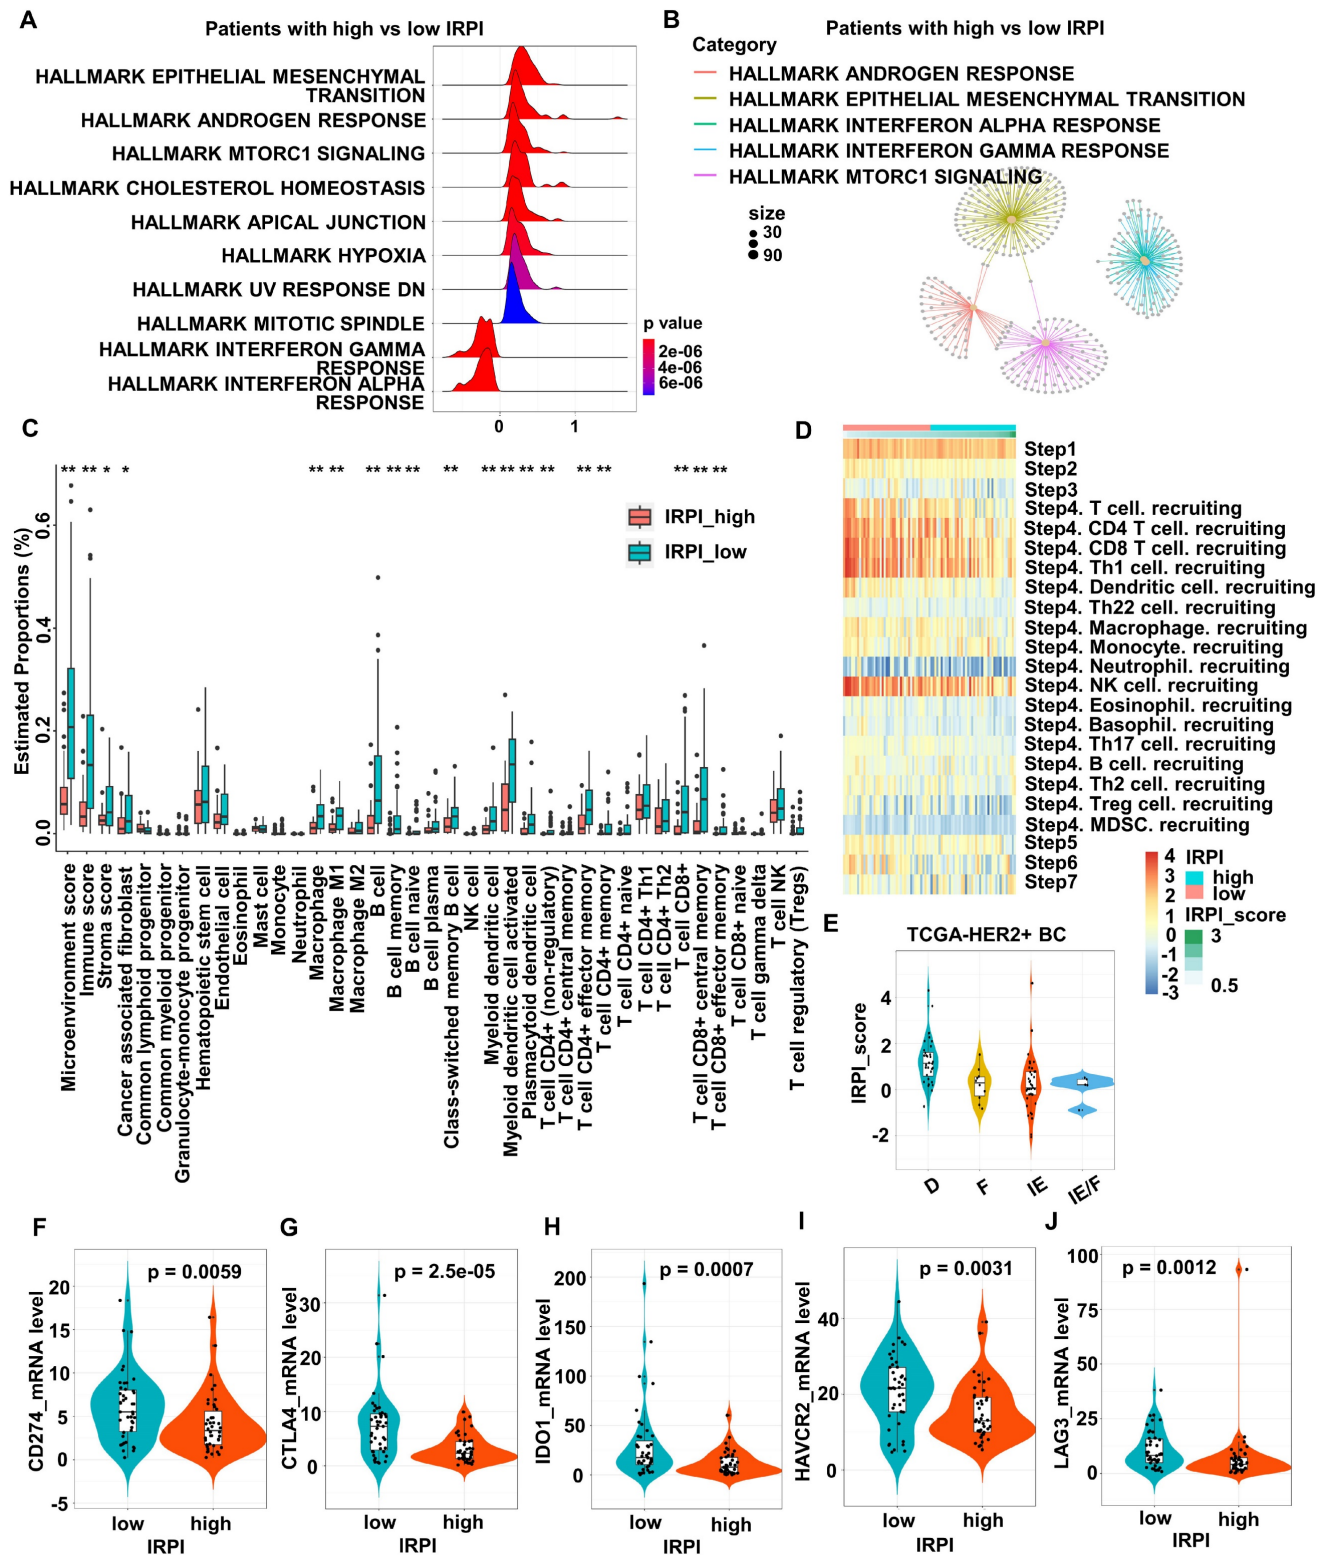 A
Patients with high vs low IRPI
HALLMARK EPITHELIAL MESENCHYMAL
TRANSITION
HALLMARK ANDROGEN RESPONSE
HALLMARK MTORC1 SIGNALING
HALLMARK CHOLESTEROL HOMEOSTASIS
HALLMARK APICAL JUNCTION
HALLMARK HYPOXIA
HALLMARK UV RESPONSE DN
HALLMARK MITOTIC SPINDLE
HALLMARK INTERFERON GAMMA
RESPONSE
HALLMARK INTERFERON ALPHA
RESPONSE
0 1
p value
2e-06
4e-06
6e-06
B
Patients with high vs low IRPI
Category
HALLMARK ANDROGEN RESPONSE
HALLMARK EPITHELIAL MESENCHYMAL TRANSITION
HALLMARK INTERFERON ALPHA RESPONSE
HALLMARK INTERFERON GAMMA RESPONSE
HALLMARK MTORC1 SIGNALING
size
30
90
C
** ** * * ** ** ** ** ** ** ** ** ** ** ** ** ** ** **
Estimated Proportions (%)
0.6
0.4
0.2
0.0
IRPI_high
IRPI_low
Microenvironment score
Immune score
Stroma score
Cancer associated fibroblast
Common lymphoid progenitor
Common myeloid progenitor
Granulocyte-monocyte progenitor
Hematopoietic stem cell
Endothelial cell
Eosinophil
Mast cell
Monocyte
Neutrophil
Macrophage
Macrophage M1
Macrophage M2
B cell
B cell memory
B cell naive
B cell plasma
Class-switched memory B cell
NK cell
Myeloid dendritic cell
Myeloid dendritic cell activated
Plasmacytoid dendritic cell
T cell CD4+ (non-regulatory)
T cell CD4+ central memory
T cell CD4+ effector memory
T cell CD4+ memory
T cell CD4+ naive
T cell CD4+ Th1
T cell CD4+ Th2
T cell CD8+
T cell CD8+ central memory
T cell CD8+ effector memory
T cell CD8+ naive
T cell gamma delta
T cell NK
T cell regulatory (Tregs)
D
Step1
Step2
Step3
Step4. T cell. recruiting
Step4. CD4 T cell. recruiting
Step4. CD8 T cell. recruiting
Step4. Th1 cell. recruiting
Step4. Dendritic cell. recruiting
Step4. Th22 cell. recruiting
Step4. Macrophage. recruiting
Step4. Monocyte. recruiting
Step4. Neutrophil. recruiting
Step4. NK cell. recruiting
Step4. Eosinophil. recruiting
Step4. Basophil. recruiting
Step4. Th17 cell. recruiting
Step4. B cell. recruiting
Step4. Th2 cell. recruiting
Step4. Treg cell. recruiting
Step4. MDSC. recruiting
Step5
Step6
Step7
4
3
2
1
0
-1
-2
-3
IRPI
high
low
IRPI_score
3
0.5
E
TCGA-HER2+ BC
IRPI_score
4
2
0
-2
D F IE IE/F
F
p = 0.0059
CD274_mRNA level
20
15
10
5
0
-5
low high
IRPI
G
p = 2.5e-05
CTLA4_mRNA level
30
20
10
0
low high
IRPI
H
p = 0.0007
IDO1_mRNA level
200
150
100
50
0
low high
IRPI
I
p = 0.0031
HAVCR2_mRNA level
40
20
0
low high
IRPI
J
p = 0.0012
LAG3_mRNA level
100
75
50
25
0
low high
IRPI